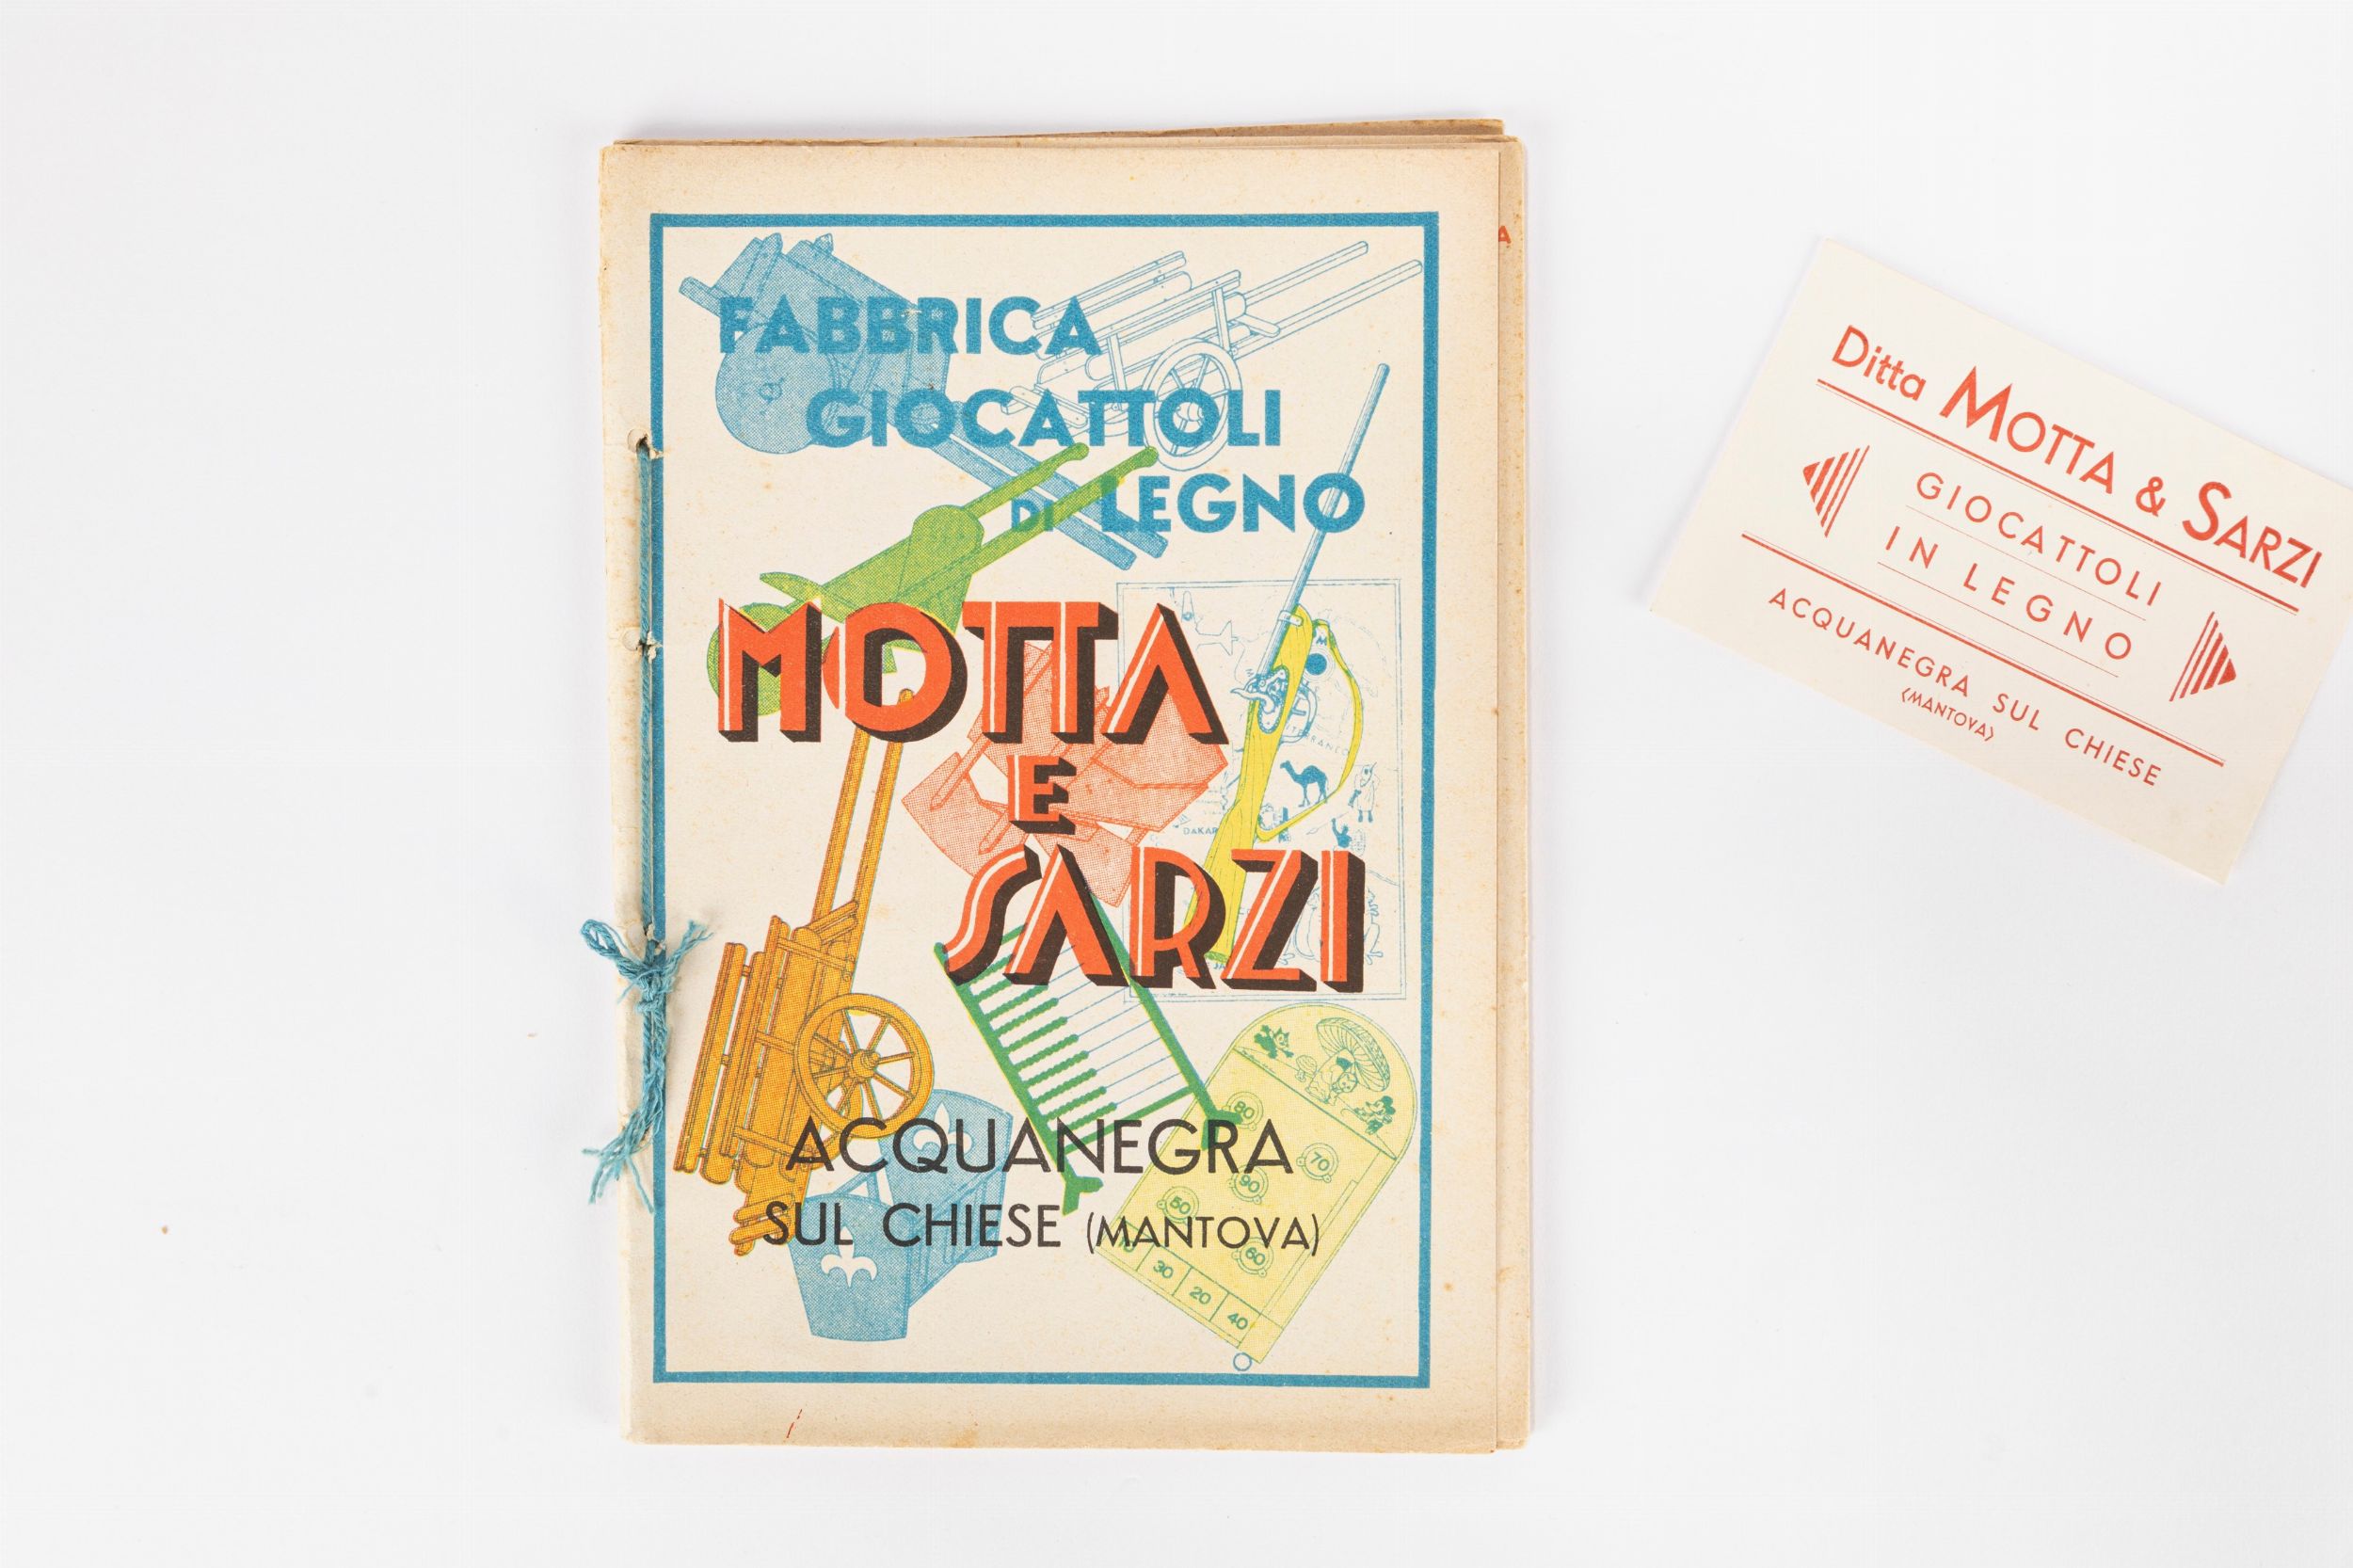 FABBRICA
GIOCATTOLI
DI LEGNO
MOTTA
E
SARZI
DAKAR
ACQUANEGRA
SUL CHIESE (MANTOVA)
80
70
90
50
60
10
30
20
40
A
Ditta MOTTA & SARZI
GIOCATTOLI
IN LEGNO
ACQUANEGRA SUL CHIESE
(MANTOVA)